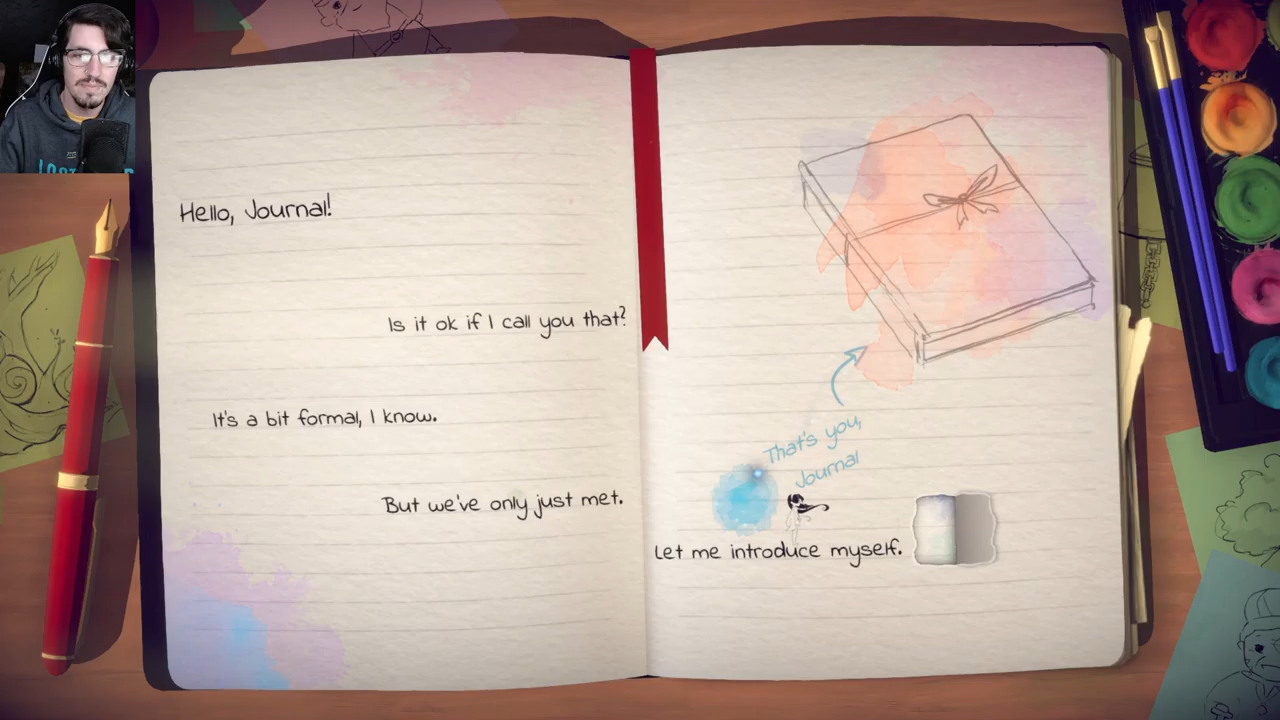 Hello, Journal!
Is it ok if I call you that?
It's a bit formal, I know.
But we've only just met.
That's you,
Journal
Let me introduce myself.